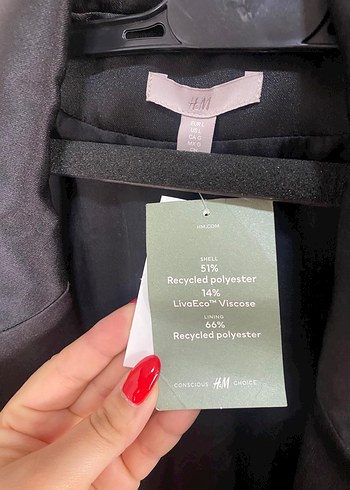 H&M
HM.COM
SHELL
51%
Recycled polyester
14%
LivaEco™ Viscose
LINING
66%
Recycled polyester
CONSCIOUS H&M CHOICE